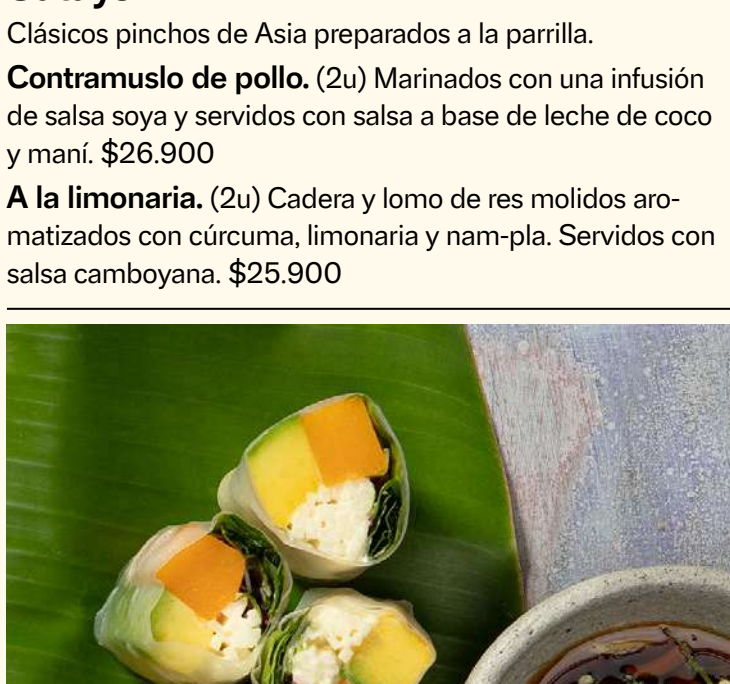 Clásicos pinchos de Asia preparados a la parrilla.
Contramuslo de pollo. (2u) Marinados con una infusión
de salsa soya y servidos con salsa a base de leche de coco
y maní. $26.900
A la limonaria. (2u) Cadera y lomo de res molidos aro-
matizados con cúrcuma, limonaria y nam-pla. Servidos con
salsa camboyana. $25.900